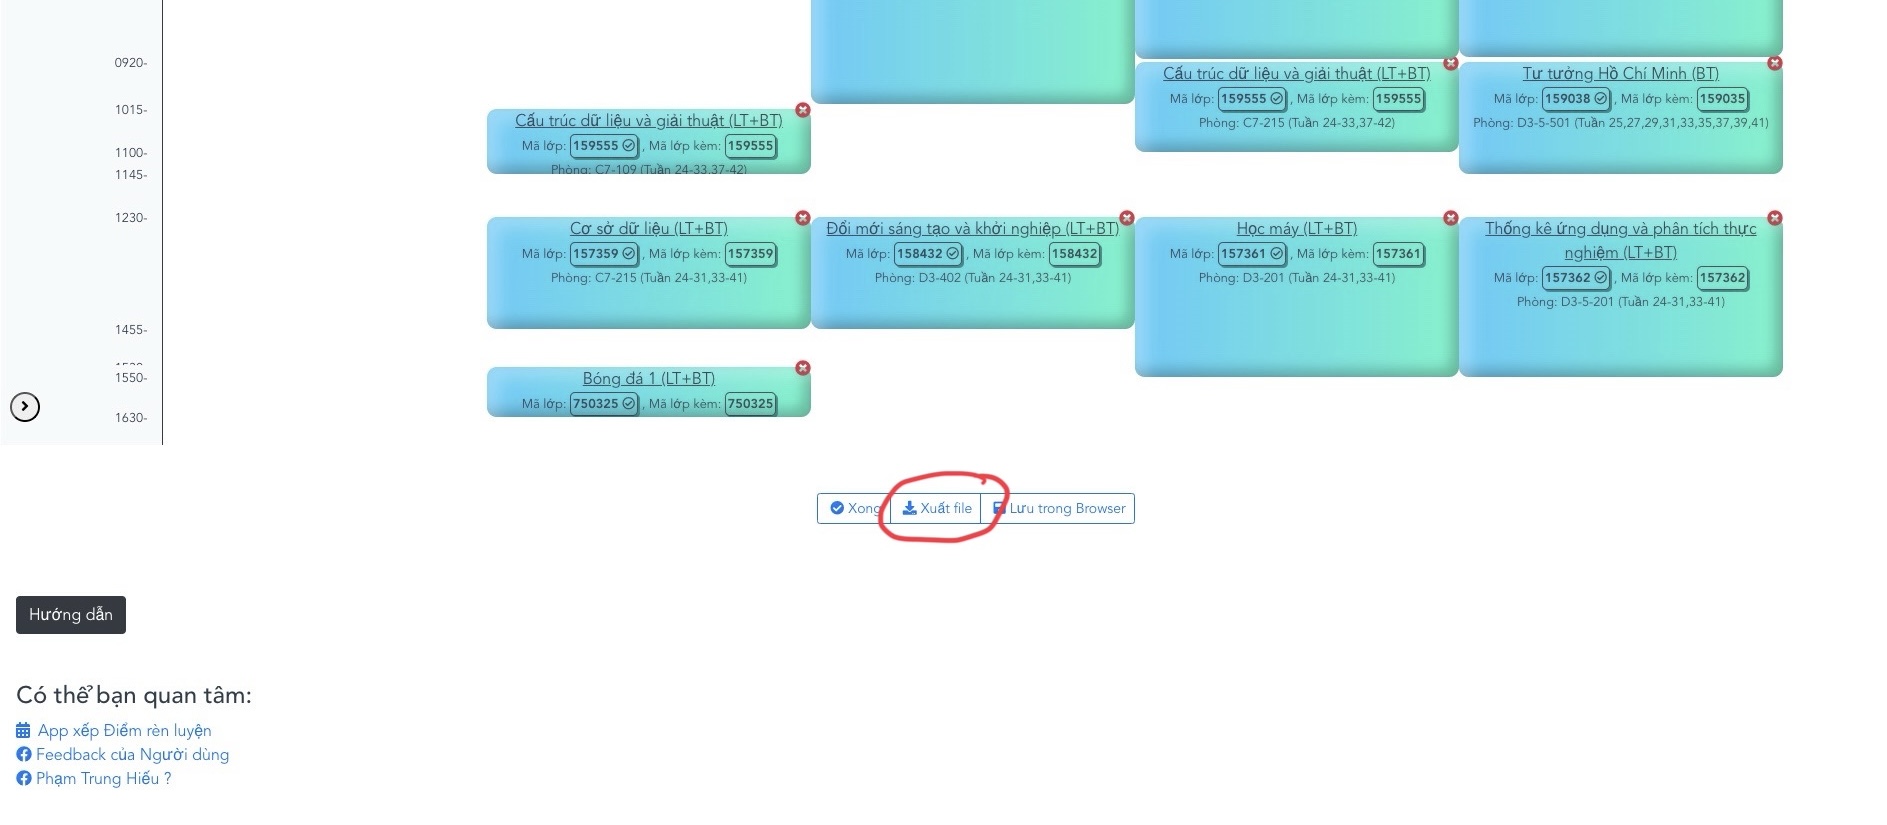 0920-
1015-
1100-
1145-
1230-
1455-
1550-
1630-
Cấu trúc dữ liệu và giải thuật (LT+BT)
Mã lớp: 159555 , Mã lớp kèm: 159555
Phòng: C7-215 (Tuần 24-33,37-42)
Tư tưởng Hồ Chí Minh (BT)
Mã lớp: 159038 , Mã lớp kèm: 159035
Phòng: D3-5-501 (Tuần 25,27,29,31,33,35,37,39,41)
Cấu trúc dữ liệu và giải thuật (LT+BT)
Mã lớp: 159555 , Mã lớp kèm: 159555
Phòng: C7-109 (Tuần 24-33,37-42)
Cơ sở dữ liệu (LT+BT)
Mã lớp: 157359 , Mã lớp kèm: 157359
Phòng: C7-215 (Tuần 24-31,33-41)
Đổi mới sáng tạo và khởi nghiệp (LT+BT)
Mã lớp: 158432 , Mã lớp kèm: 158432
Phòng: D3-402 (Tuần 24-31,33-41)
Học máy (LT+BT)
Mã lớp: 157361 , Mã lớp kèm: 157361
Phòng: D3-201 (Tuần 24-31,33-41)
Thống kê ứng dụng và phân tích thực
nghiệm (LT+BT)
Mã lớp: 157362 , Mã lớp kèm: 157362
Phòng: D3-5-201 (Tuần 24-31,33-41)
Bóng đá 1 (LT+BT)
Mã lớp: 750325 , Mã lớp kèm: 750325
Xong
Xuất file
Lưu trong Browser
Hướng dẫn
Có thể bạn quan tâm:
App xếp Điểm rèn luyện
Feedback của Người dùng
Phạm Trung Hiếu ?